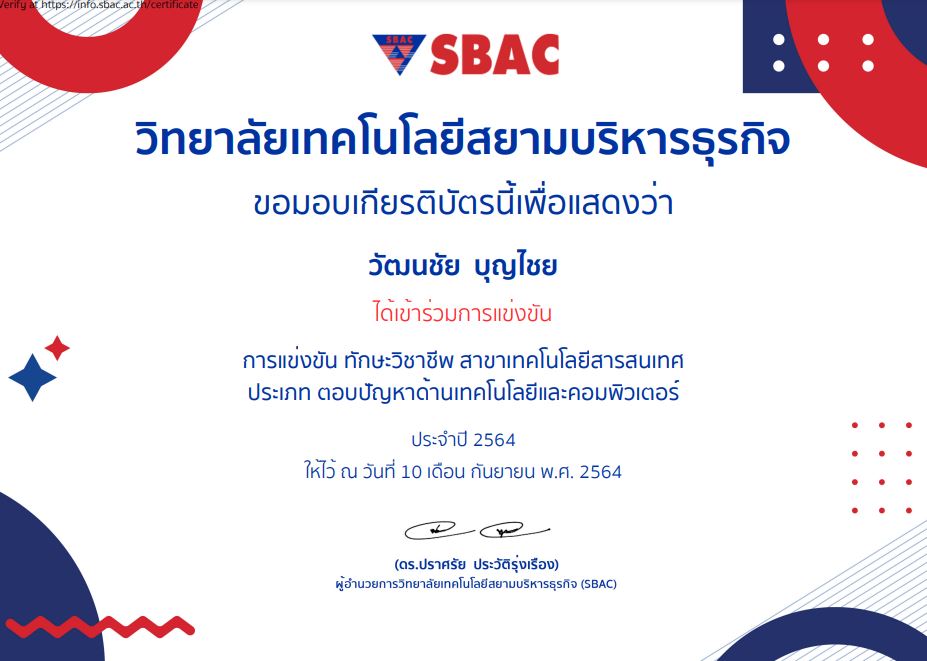 Verify at https://info.sbac.ac.th/certificate
SBAC
SBAC
วิทยาลัยเทคโนโลยีสยามบริหารธุรกิจ
ขอมอบเกียรติบัตรนี้เพื่อแสดงว่า
วัฒนชัย บุญไชย
ได้เข้าร่วมการแข่งขัน
การแข่งขัน ทักษะวิชาชีพ สาขาเทคโนโลยีสารสนเทศ
ประเภท ตอบปัญหาด้านเทคโนโลยีและคอมพิวเตอร์
ประจำปี 2564
ให้ไว้ ณ วันที่ 10 เดือน กันยายน พ.ศ. 2564
(ดร.ปราศรัย ประวัติรุ่งเรือง)
ผู้อำนวยการวิทยาลัยเทคโนโลยีสยามบริหารธุรกิจ (SBAC)